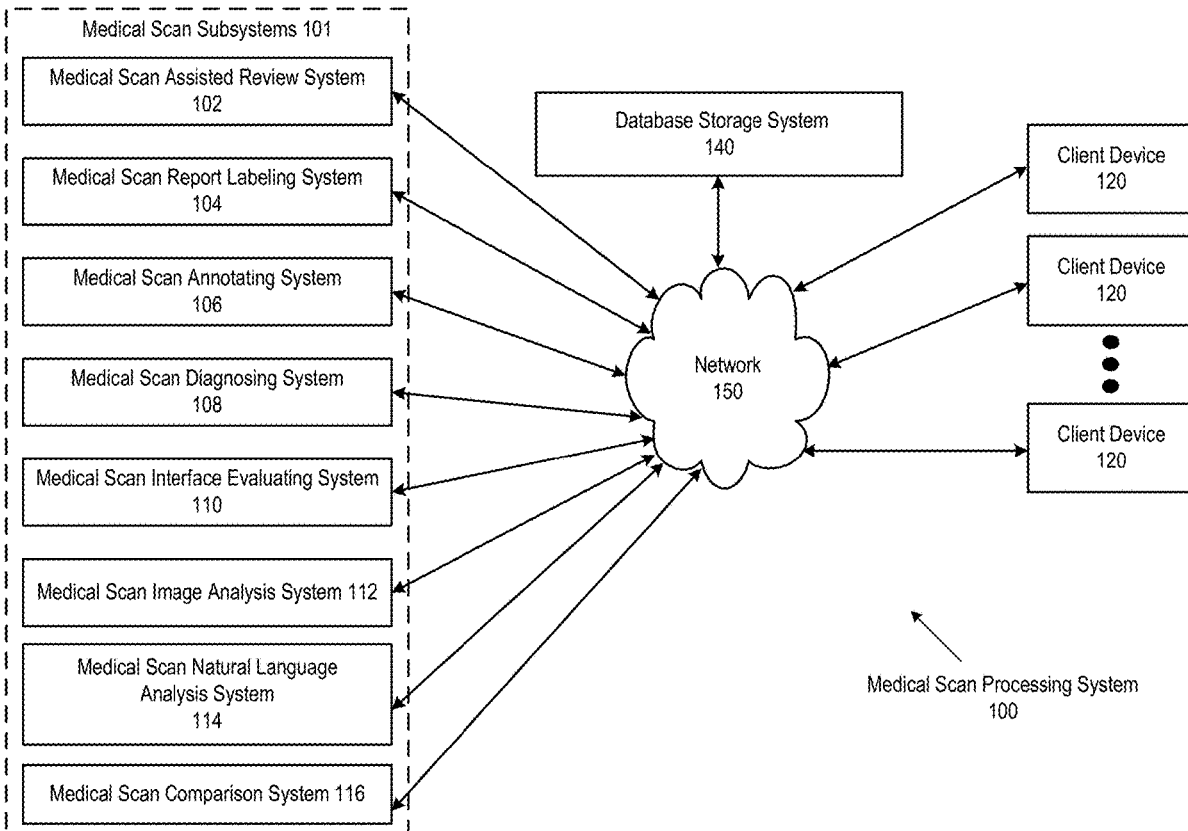 Medical Scan Subsystems 101
Medical Scan Assisted Review System
102
Medical Scan Report Labeling System
104
Medical Scan Annotating System
106
Medical Scan Diagnosing System
108
Medical Scan Interface Evaluating System
110
Medical Scan Image Analysis System 112
Medical Scan Natural Language
Analysis System
114
Medical Scan Comparison System 116
Database Storage System
140
Network
150
Client Device
120
Client Device
120
Client Device
120
Medical Scan Processing System
100